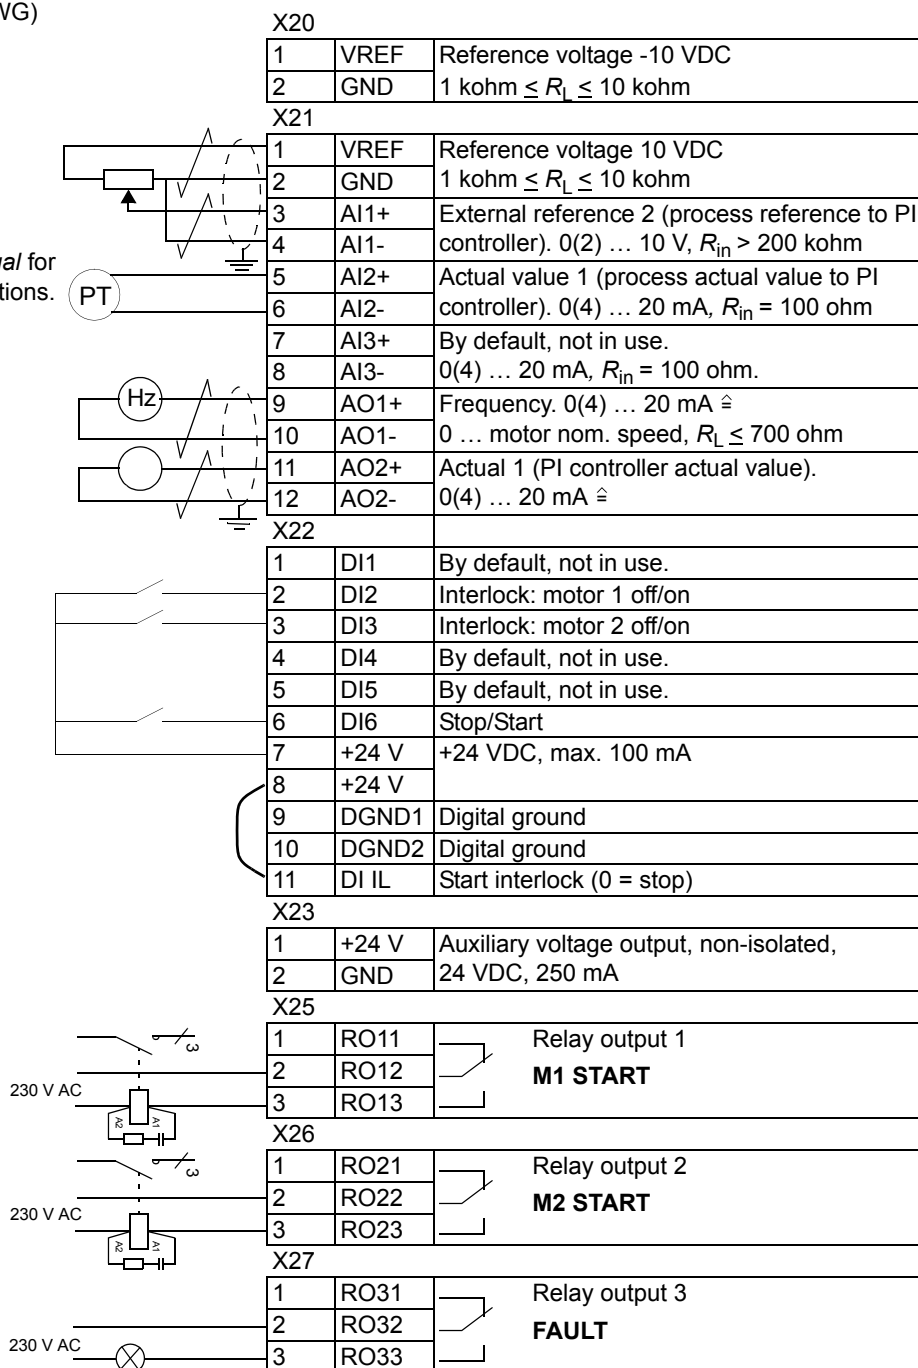 WG)
X20
1 VREF Reference voltage -10 VDC
2 GND 1 kohm ≤ RL ≤ 10 kohm
X21
1 VREF Reference voltage 10 VDC
2 GND 1 kohm ≤ RL ≤ 10 kohm
3 AI1+ External reference 2 (process reference to PI
4 AI1- controller). 0(2) … 10 V, Rin > 200 kohm
ual for
tions.
PT
5 AI2+ Actual value 1 (process actual value to PI
6 AI2- controller). 0(4) … 20 mA, Rin = 100 ohm
7 AI3+ By default, not in use.
8 AI3- 0(4) … 20 mA, Rin = 100 ohm.
Hz
9 AO1+ Frequency. 0(4) … 20 mA ≙
10 AO1- 0 … motor nom. speed, RL ≤ 700 ohm
11 AO2+ Actual 1 (PI controller actual value).
12 AO2- 0(4) … 20 mA ≙
X22
1 DI1 By default, not in use.
2 DI2 Interlock: motor 1 off/on
3 DI3 Interlock: motor 2 off/on
4 DI4 By default, not in use.
5 DI5 By default, not in use.
6 DI6 Stop/Start
7 +24 V +24 VDC, max. 100 mA
8 +24 V
9 DGND1 Digital ground
10 DGND2 Digital ground
11 DI IL Start interlock (0 = stop)
X23
1 +24 V Auxiliary voltage output, non-isolated,
2 GND 24 VDC, 250 mA
X25
1 RO11 Relay output 1
2 RO12 M1 START
3 RO13
3
230 V AC
A2 A1
X26
1 RO21 Relay output 2
2 RO22 M2 START
3 RO23
3
230 V AC
A2 A1
X27
1 RO31 Relay output 3
2 RO32 FAULT
3 RO33
230 V AC